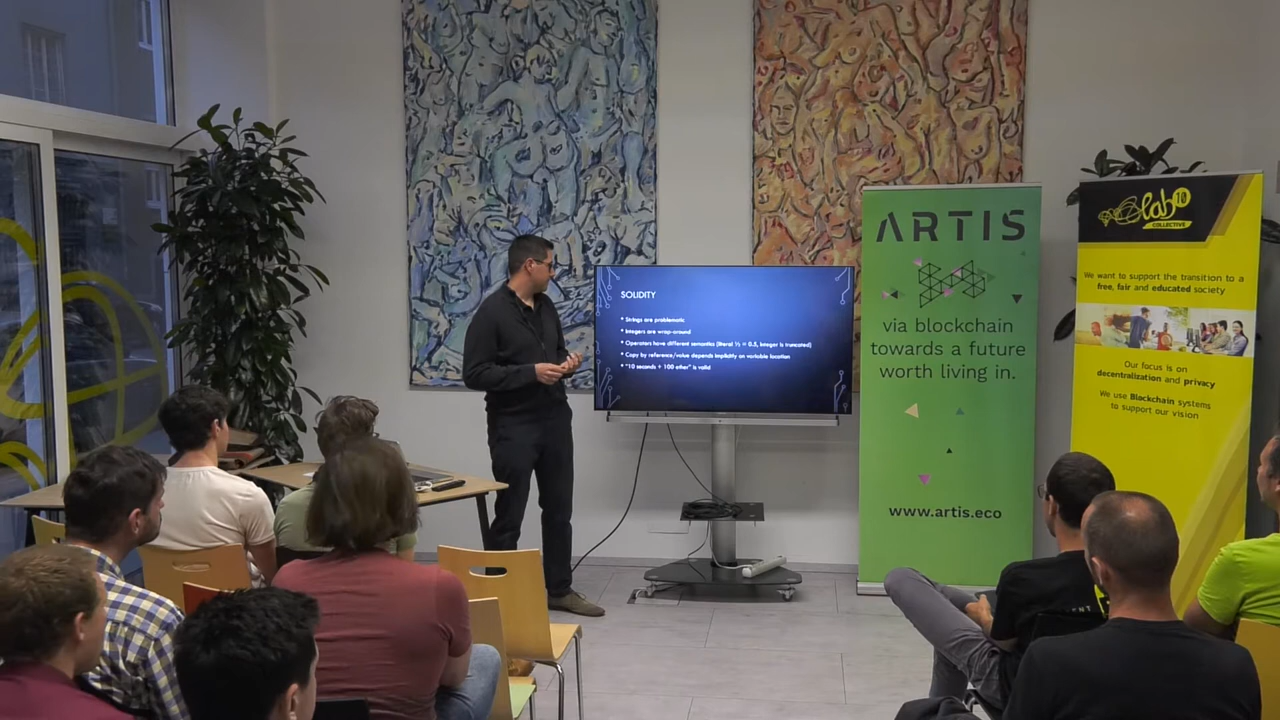 SOLIDITY
* Strings are problematic
* Integers are wrap-around
* Operators have different semantics (literal ½ = 0.5, integer is truncated)
* Copy by reference/value depends implicitly on variable location
* "10 seconds + 100 ether" is valid
ARTIS
via blockchain
towards a future
worth living in.
www.artis.eco
lab10
COLLECTIVE
We want to support the transition to a
free, fair and educated society
Our focus is on
decentralization and privacy
We use Blockchain systems
to support our vision